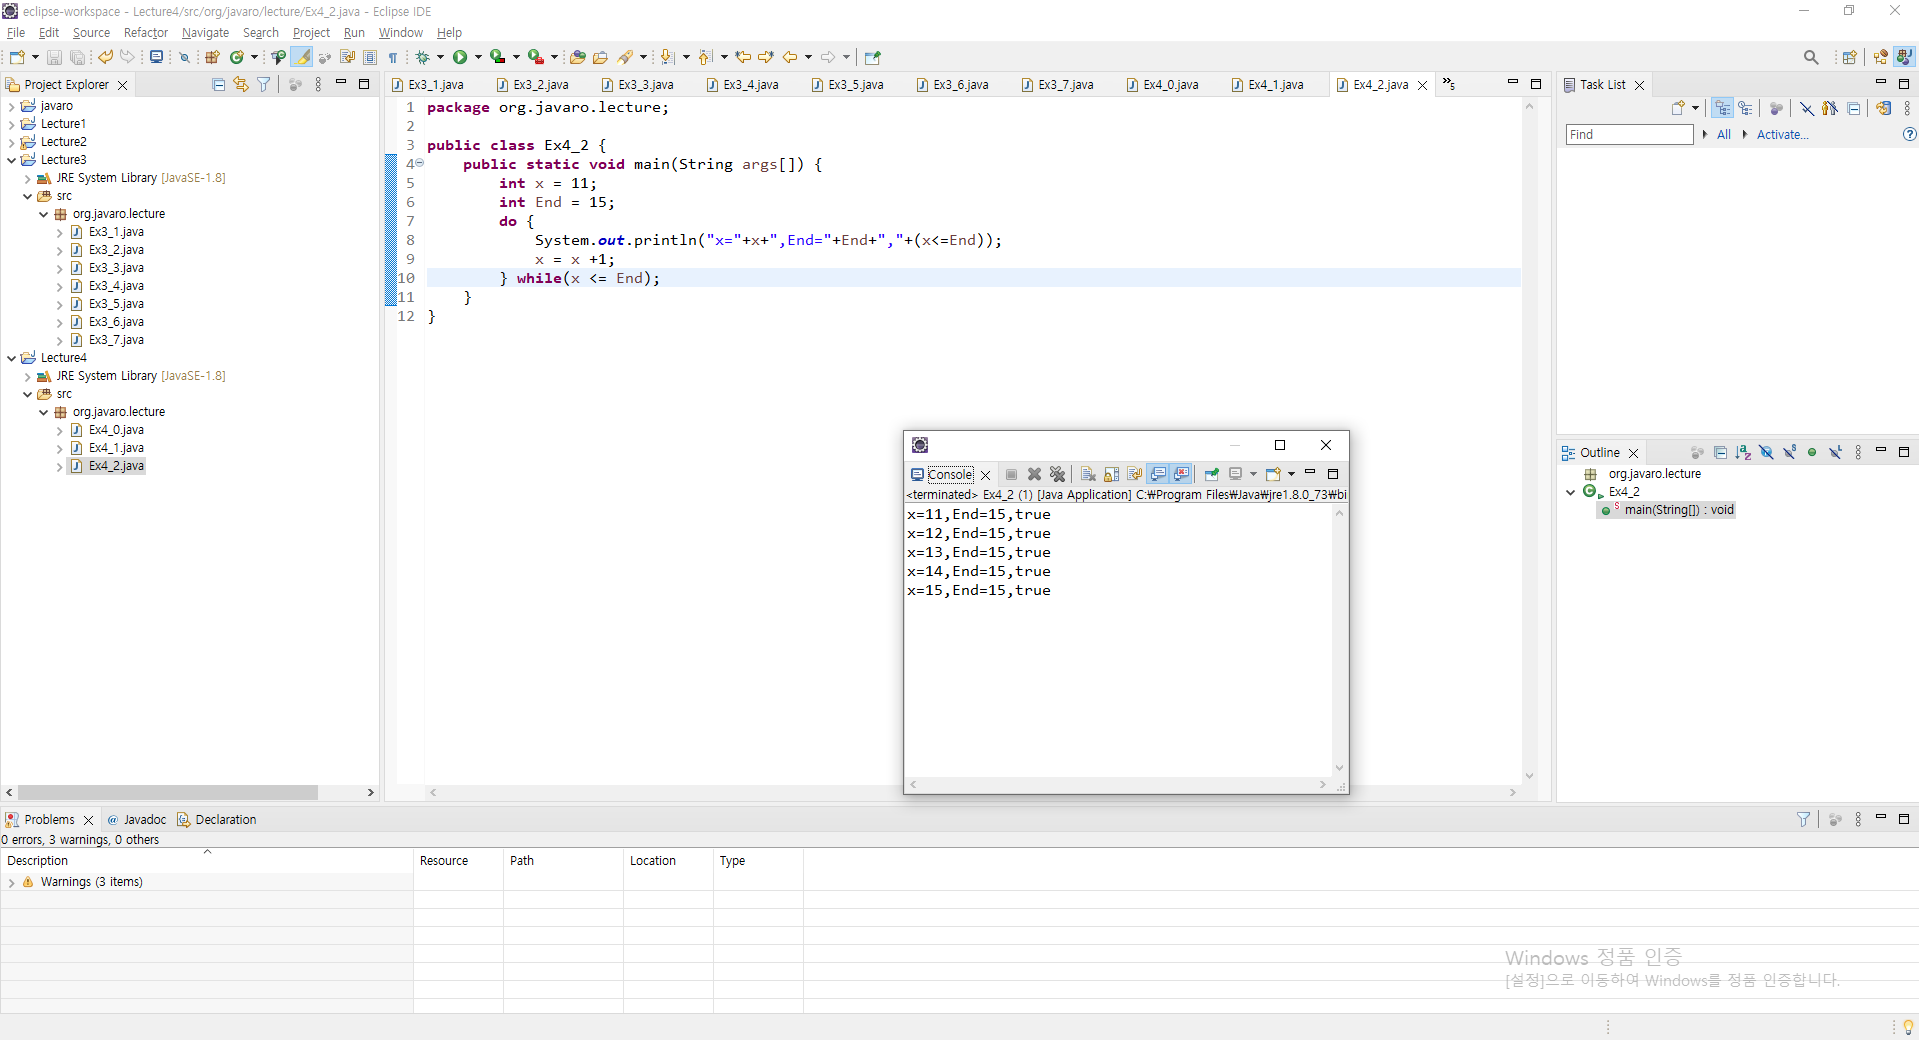 eclipse-workspace - Lecture4/src/org/javaro/lecture/Ex4_2.java - Eclipse IDE
File Edit Source Refactor Navigate Search Project Run Window Help
Project Explorer
javaro
Lecture1
Lecture2
Lecture3
JRE System Library [JavaSE-1.8]
src
org.javaro.lecture
Ex3_1.java
Ex3_2.java
Ex3_3.java
Ex3_4.java
Ex3_5.java
Ex3_6.java
Ex3_7.java
Lecture4
JRE System Library [JavaSE-1.8]
src
org.javaro.lecture
Ex4_0.java
Ex4_1.java
Ex4_2.java
Ex3_1.java Ex3_2.java Ex3_3.java Ex3_4.java Ex3_5.java Ex3_6.java Ex3_7.java Ex4_0.java Ex4_1.java Ex4_2.java »5
1 package org.javaro.lecture;
2
3 public class Ex4_2 {
4 public static void main(String args[]) {
5 int x = 11;
6 int End = 15;
7 do {
8 System.out.println("x="+x+",End="+End+","+(x<=End));
9 x = x +1;
10 } while(x <= End);
11 }
12 }
Console
<terminated> Ex4_2 (1) [Java Application] C:₩Program Files₩Java₩jre1.8.0_73₩bi
x=11,End=15,true
x=12,End=15,true
x=13,End=15,true
x=14,End=15,true
x=15,End=15,true
Task List
Find All Activate...
Outline
org.javaro.lecture
Ex4_2
main(String[]) : void
Problems Javadoc Declaration
0 errors, 3 warnings, 0 others
Description Resource Path Location Type
Warnings (3 items)
Windows 정품 인증
[설정]으로 이동하여 Windows를 정품 인증합니다.